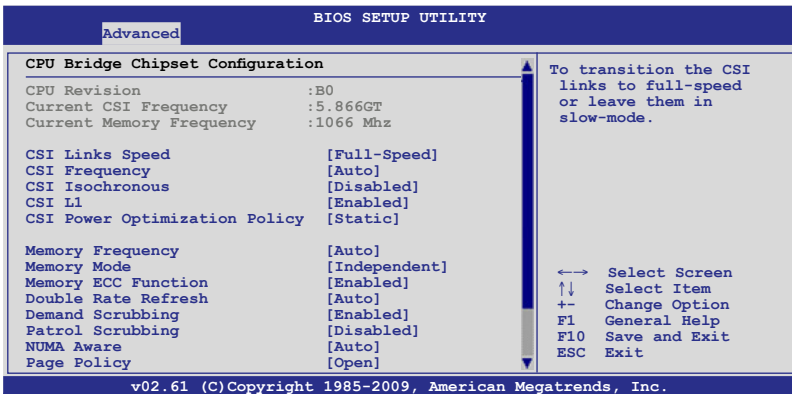 BIOS SETUP UTILITY
Advanced
CPU Bridge Chipset Configuration
CPU Revision :B0
Current CSI Frequency :5.866GT
Current Memory Frequency :1066 Mhz
CSI Links Speed [Full-Speed]
CSI Frequency [Auto]
CSI Isochronous [Disabled]
CSI L1 [Enabled]
CSI Power Optimization Policy [Static]
Memory Frequency [Auto]
Memory Mode [Independent]
Memory ECC Function [Enabled]
Double Rate Refresh [Auto]
Demand Scrubbing [Enabled]
Patrol Scrubbing [Disabled]
NUMA Aware [Auto]
Page Policy [Open]
To transition the CSI
links to full-speed
or leave them in
slow-mode.
←→ Select Screen
↑↓ Select Item
+- Change Option
F1 General Help
F10 Save and Exit
ESC Exit
v02.61 (C)Copyright 1985-2009, American Megatrends, Inc.